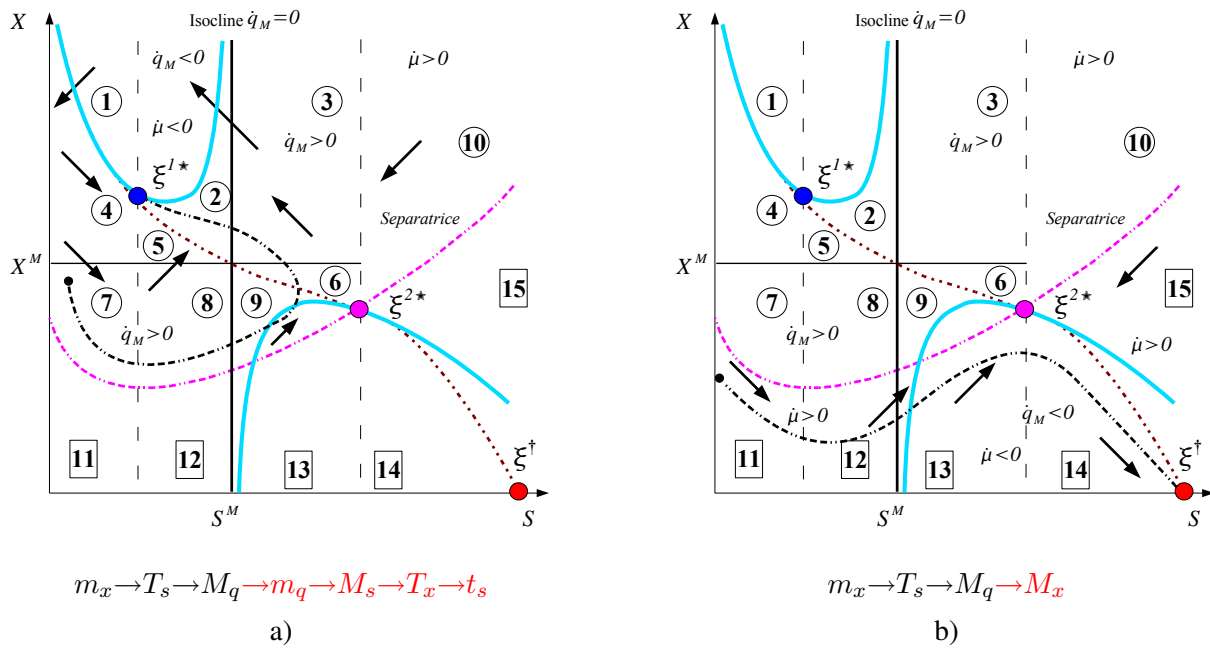 X
Isocline q̇_M=0
q̇_M<0
μ̇>0
①
③
μ̇<0
q̇_M>0
⑩
ξ^{1⋆}
④
②
Separatrice
⑤
X^M
⑥
⑦
⑧
⑨
ξ^{2⋆}
15
q̇_M>0
11
12
13
14
ξ^†
S^M
S
m_x→T_s→M_q→m_q→M_s→T_x→t_s
a)
X
Isocline q̇_M=0
μ̇>0
①
③
q̇_M>0
⑩
ξ^{1⋆}
④
②
Separatrice
⑤
X^M
⑥
⑦
⑧
⑨
ξ^{2⋆}
15
q̇_M>0
μ̇>0
μ̇>0
q̇_M<0
11
12
13
μ̇<0
14
ξ^†
S^M
S
m_x→T_s→M_q→M_x
b)